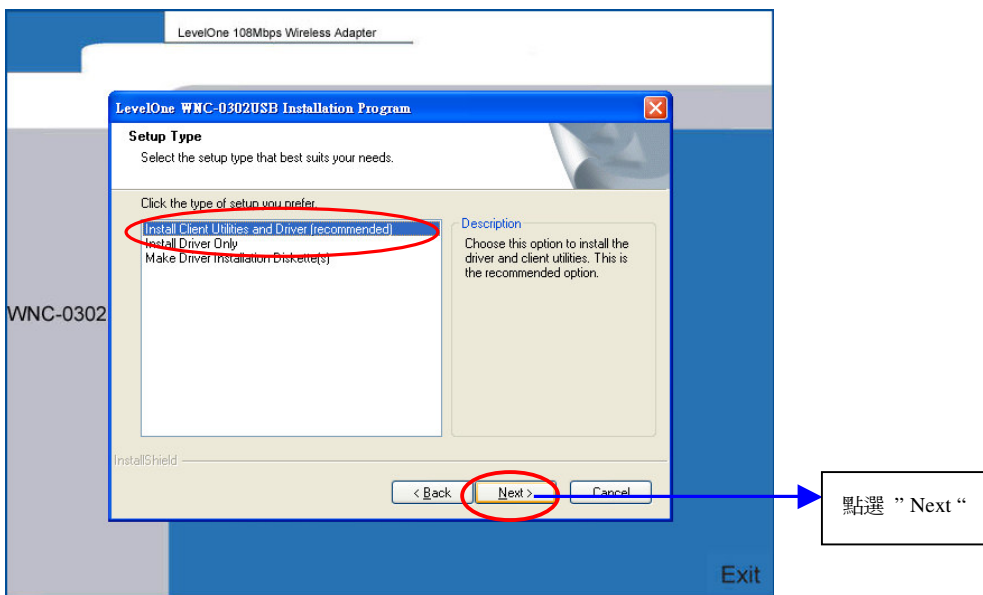 LevelOne 108Mbps Wireless Adapter
LevelOne WNC-0302USB Installation Program
Setup Type
Select the setup type that best suits your needs.
Click the type of setup you prefer.
Install Client Utilities and Driver (recommended)
Install Driver Only
Make Driver Installation Diskette(s)
Description
Choose this option to install the
driver and client utilities. This is
the recommended option.
WNC-0302
InstallShield
< Back
Next >
Cancel
點選 ” Next “
Exit